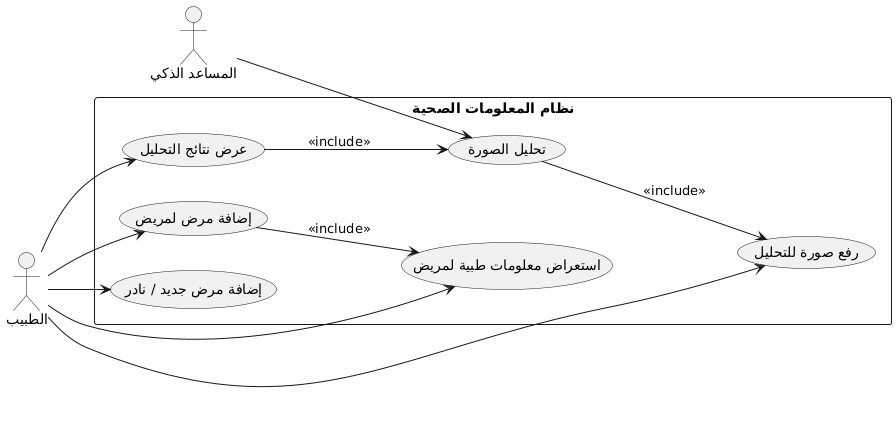 المساعد الذكي
نظام المعلومات الصحية
عرض نتائج التحليل
«include»
تحليل الصورة
«include»
إضافة مرض لمريض
«include»
استعراض معلومات طبية لمريض
رفع صورة للتحليل
إضافة مرض جديد / نادر
الطبيب